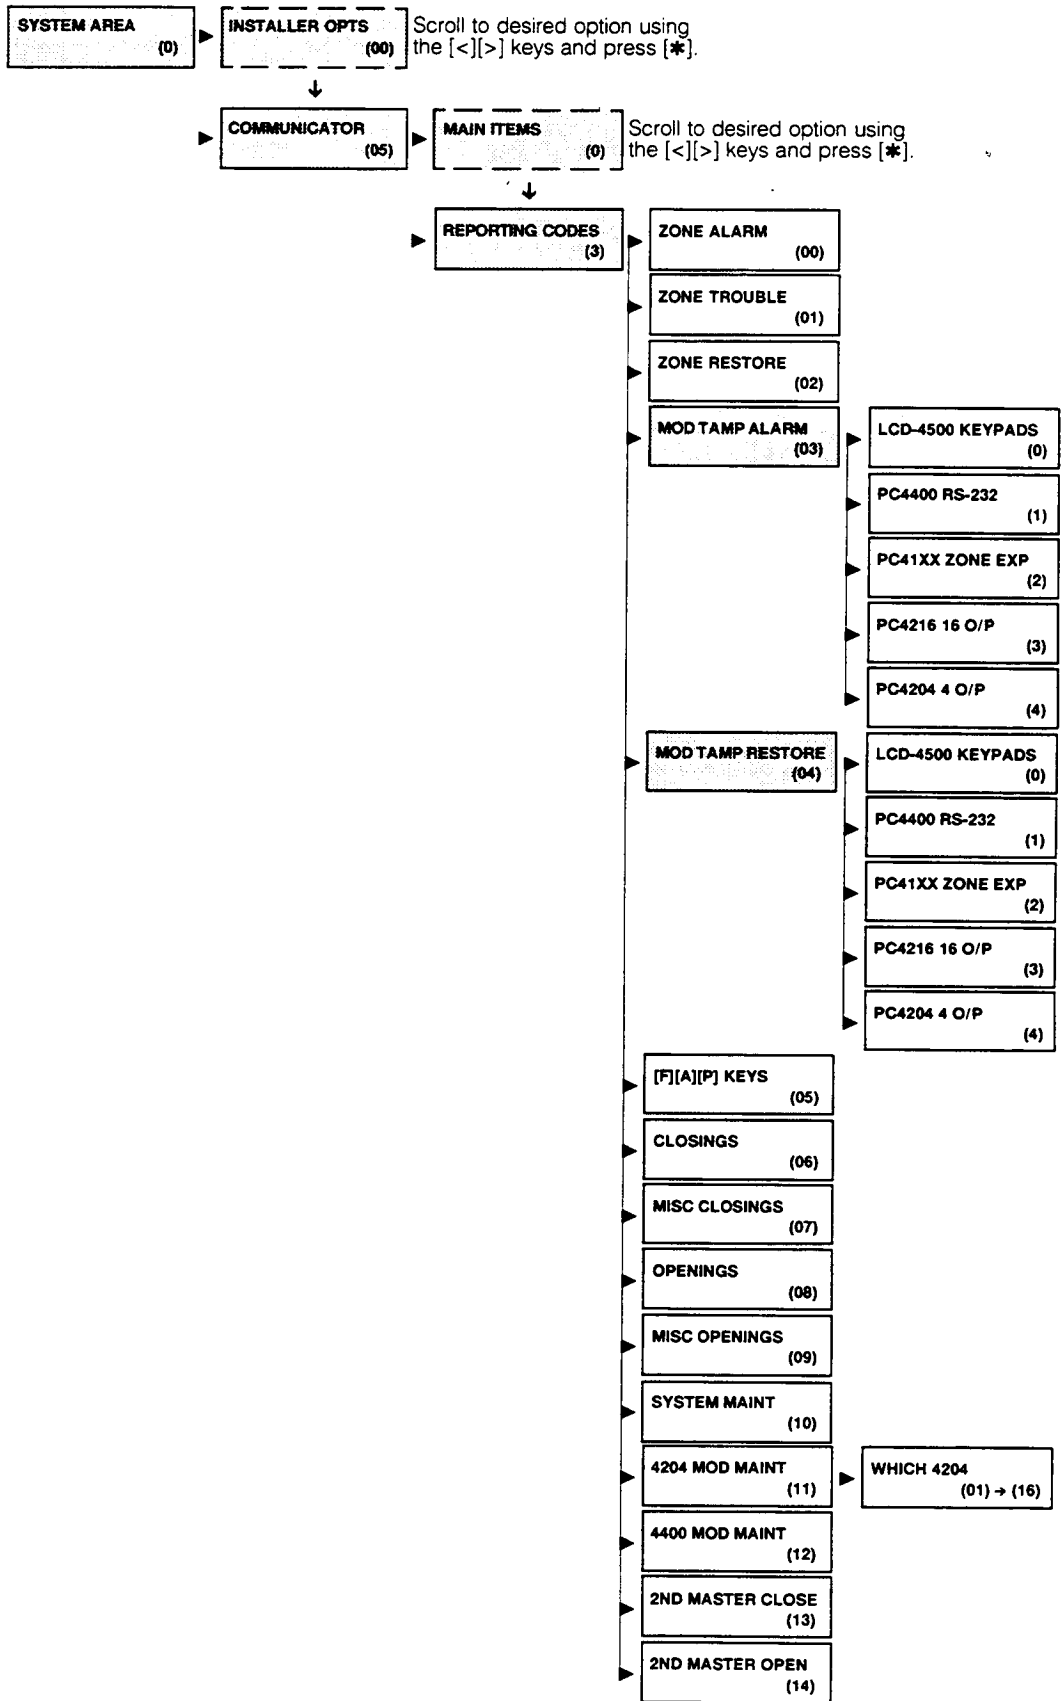 SYSTEM AREA
(0)
INSTALLER OPTS
(00)
Scroll to desired option using
the [<][>] keys and press [✱].
COMMUNICATOR
(05)
MAIN ITEMS
(0)
Scroll to desired option using
the [<][>] keys and press [✱].
REPORTING CODES
(3)
ZONE ALARM
(00)
ZONE TROUBLE
(01)
ZONE RESTORE
(02)
MOD TAMP ALARM
(03)
LCD-4500 KEYPADS
(0)
PC4400 RS-232
(1)
PC41XX ZONE EXP
(2)
PC4216 16 O/P
(3)
PC4204 4 O/P
(4)
MOD TAMP RESTORE
(04)
LCD-4500 KEYPADS
(0)
PC4400 RS-232
(1)
PC41XX ZONE EXP
(2)
PC4216 16 O/P
(3)
PC4204 4 O/P
(4)
[F][A][P] KEYS
(05)
CLOSINGS
(06)
MISC CLOSINGS
(07)
OPENINGS
(08)
MISC OPENINGS
(09)
SYSTEM MAINT
(10)
4204 MOD MAINT
(11)
WHICH 4204
(01) → (16)
4400 MOD MAINT
(12)
2ND MASTER CLOSE
(13)
2ND MASTER OPEN
(14)